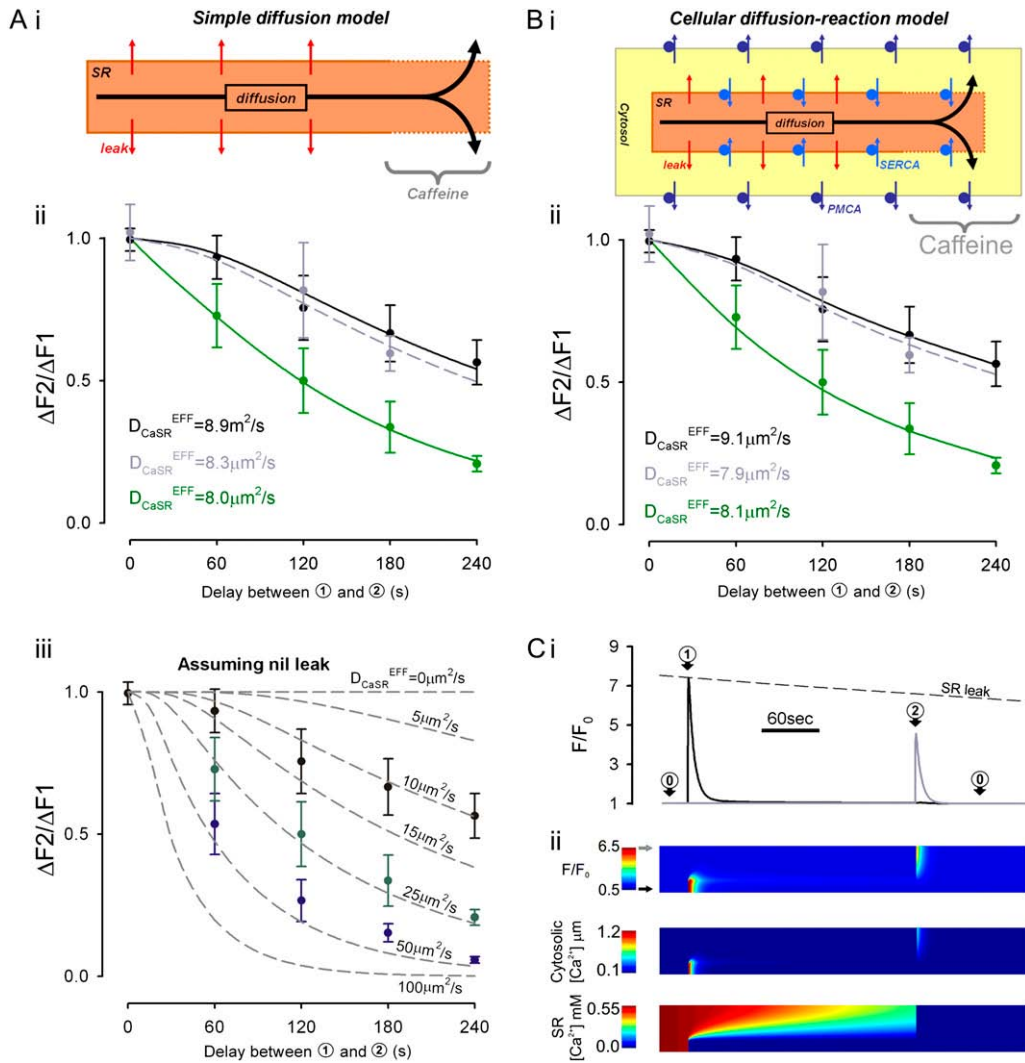 A i
Simple diffusion model
SR
diffusion
leak
Caffeine
ii
ΔF2/ΔF1
1.0
0.5
0.0
D_CaSR^EFF=8.9m²/s
D_CaSR^EFF=8.3μm²/s
D_CaSR^EFF=8.0μm²/s
0 60 120 180 240
Delay between ① and ② (s)
B i
Cellular diffusion-reaction model
Cytosol
SR
diffusion
leak
SERCA
PMCA
Caffeine
ii
ΔF2/ΔF1
1.0
0.5
0.0
D_CaSR^EFF=9.1μm²/s
D_CaSR^EFF=7.9μm²/s
D_CaSR^EFF=8.1μm²/s
0 60 120 180 240
Delay between ① and ② (s)
iii
Assuming nil leak
ΔF2/ΔF1
1.0
0.5
0.0
D_CaSR^EFF=0μm²/s
5μm²/s
10μm²/s
15μm²/s
25μm²/s
50μm²/s
100μm²/s
0 60 120 180 240
Delay between ① and ② (s)
C i
F/F₀
9
7
5
3
1
⓪
①
60sec
SR leak
②
⓪
ii
F/F₀
6.5
0.5
Cytosolic
[Ca²⁺] μm
1.2
0.1
SR
[Ca²⁺] mM
0.55
0.0